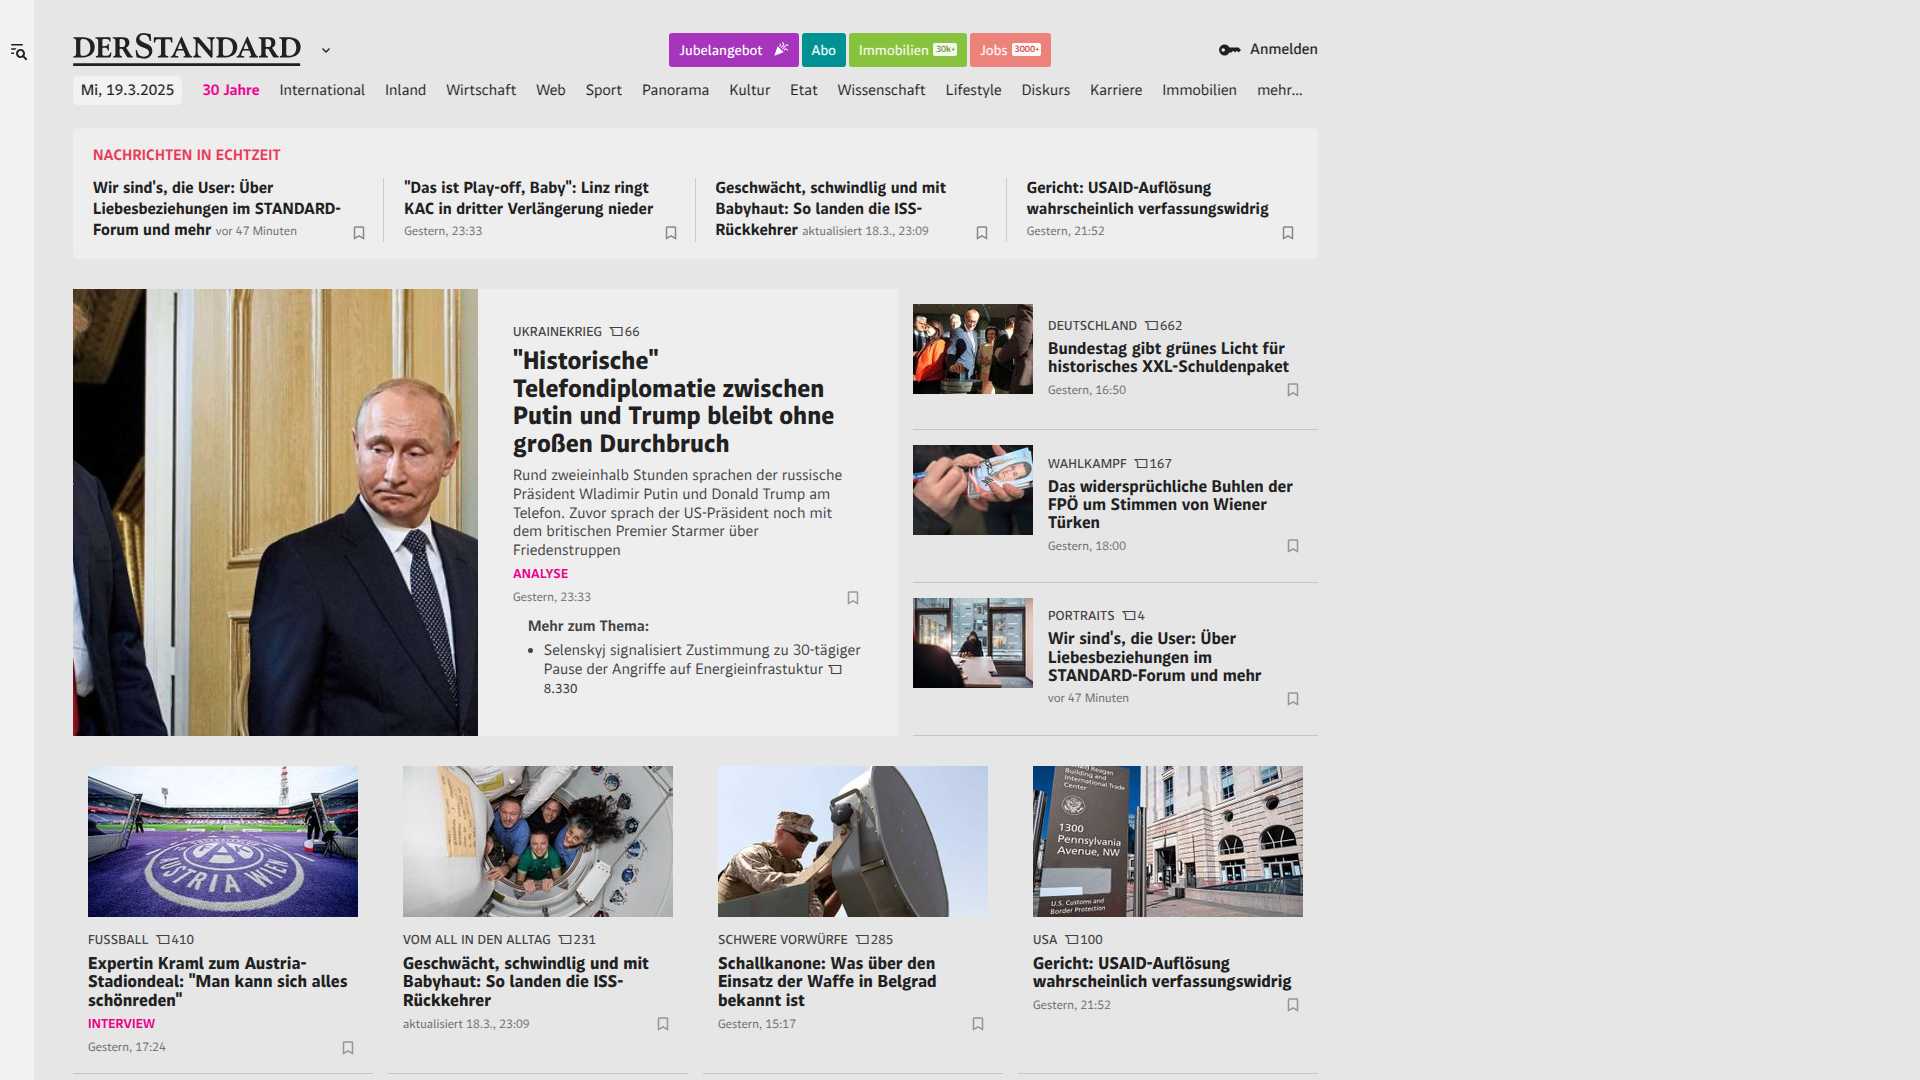 DERSTANDARD
Jubelangebot
Abo
Immobilien 30k+
Jobs 3000+
Anmelden
Mi, 19.3.2025
30 Jahre
International
Inland
Wirtschaft
Web
Sport
Panorama
Kultur
Etat
Wissenschaft
Lifestyle
Diskurs
Karriere
Immobilien
mehr...
NACHRICHTEN IN ECHTZEIT
Wir sind's, die User: Über
Liebesbeziehungen im STANDARD-
Forum und mehr vor 47 Minuten
"Das ist Play-off, Baby": Linz ringt
KAC in dritter Verlängerung nieder
Gestern, 23:33
Geschwächt, schwindlig und mit
Babyhaut: So landen die ISS-
Rückkehrer aktualisiert 18.3., 23:09
Gericht: USAID-Auflösung
wahrscheinlich verfassungswidrig
Gestern, 21:52
UKRAINEKRIEG 66
"Historische"
Telefondiplomatie zwischen
Putin und Trump bleibt ohne
großen Durchbruch
Rund zweieinhalb Stunden sprachen der russische
Präsident Wladimir Putin und Donald Trump am
Telefon. Zuvor sprach der US-Präsident noch mit
dem britischen Premier Starmer über
Friedenstruppen
ANALYSE
Gestern, 23:33
Mehr zum Thema:
• Selenskyj signalisiert Zustimmung zu 30-tägiger
Pause der Angriffe auf Energieinfrastuktur
8.330
DEUTSCHLAND 662
Bundestag gibt grünes Licht für
historisches XXL-Schuldenpaket
Gestern, 16:50
WAHLKAMPF 167
Das widersprüchliche Buhlen der
FPÖ um Stimmen von Wiener
Türken
Gestern, 18:00
PORTRAITS 4
Wir sind's, die User: Über
Liebesbeziehungen im
STANDARD-Forum und mehr
vor 47 Minuten
AUSTRIA WIEN
FUSSBALL 410
Expertin Kraml zum Austria-
Stadiondeal: "Man kann sich alles
schönreden"
INTERVIEW
Gestern, 17:24
VOM ALL IN DEN ALLTAG 231
Geschwächt, schwindlig und mit
Babyhaut: So landen die ISS-
Rückkehrer
aktualisiert 18.3., 23:09
SCHWERE VORWÜRFE 285
Schallkanone: Was über den
Einsatz der Waffe in Belgrad
bekannt ist
Gestern, 15:17
Reagan
Building and
International Trade
Center
1300
Pennsylvania
Avenue, NW
U.S. Customs and
Border Protection
USA 100
Gericht: USAID-Auflösung
wahrscheinlich verfassungswidrig
Gestern, 21:52